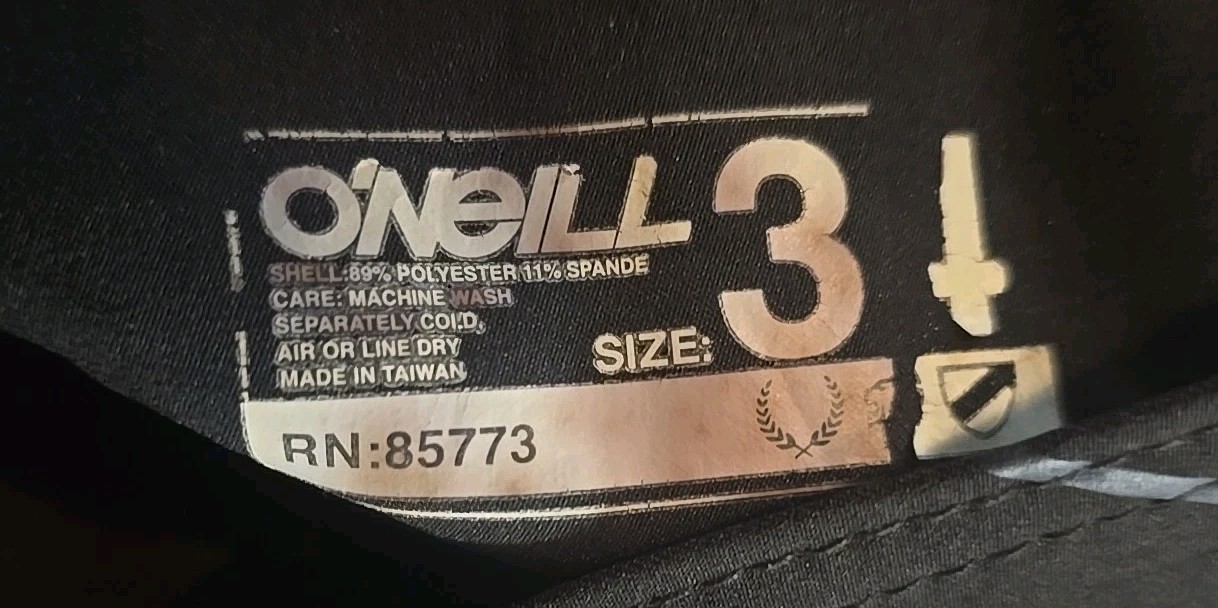 O'NEILL
SHELL:89% POLYESTER 11% SPANDE
CARE: MACHINE WASH
SEPARATELY COLD,
AIR OR LINE DRY
MADE IN TAIWAN
SIZE: 3
RN:85773